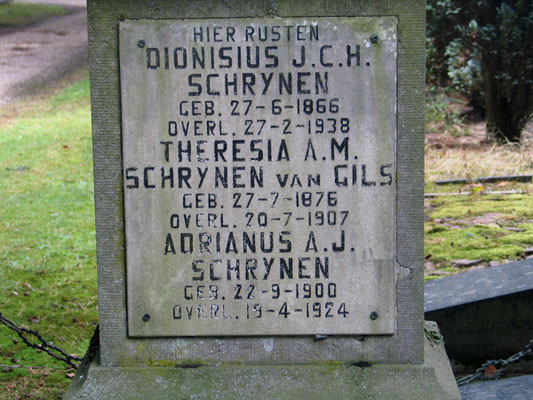 HIER RUSTEN
DIONISIUS J.C.H.
SCHRYNEN
GEB. 27-6-1866
OVERL. 27-2-1938
THERESIA A.M.
SCHRYNEN VAN GILS
GEB. 27-7-1876
OVERL. 20-7-1907
ADRIANUS A.J.
SCHRYNEN
GEB. 22-9-1900
OVERL. 19-4-1924